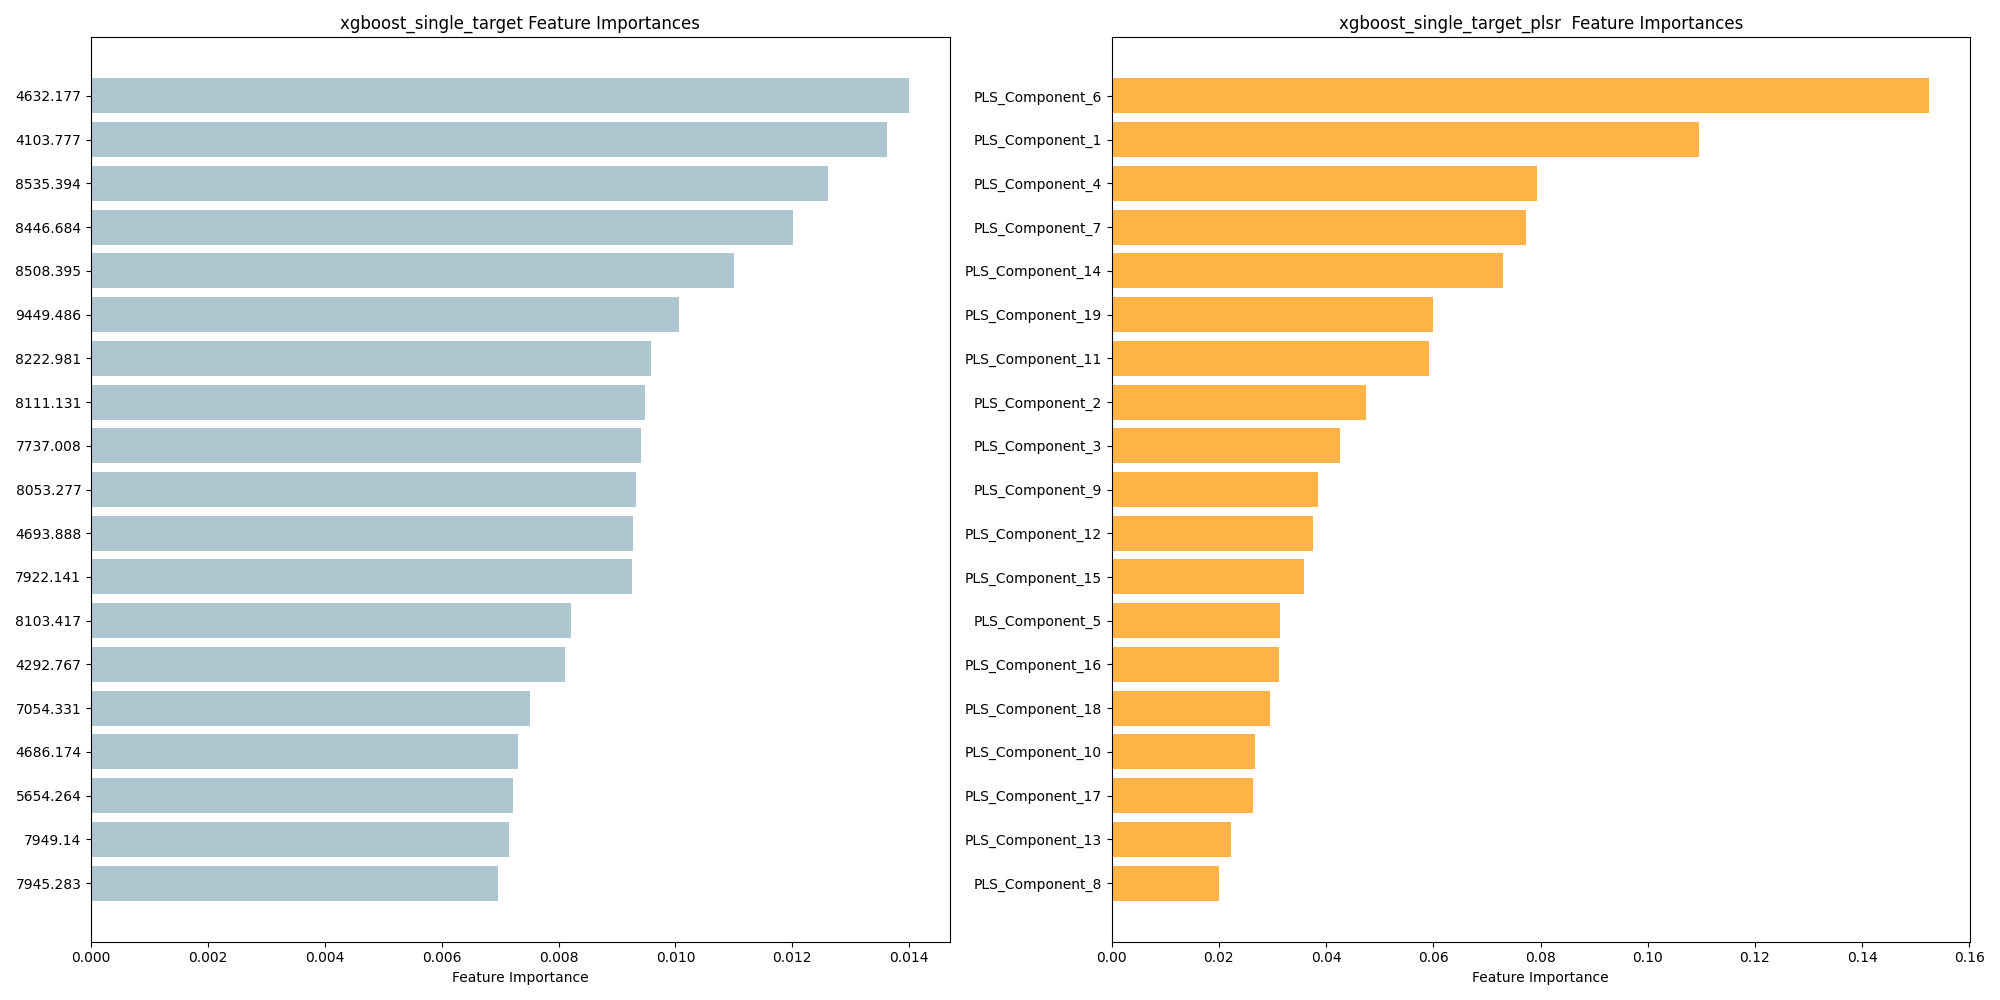 xgboost_single_target Feature Importances
4632.177
4103.777
8535.394
8446.684
8508.395
9449.486
8222.981
8111.131
7737.008
8053.277
4693.888
7922.141
8103.417
4292.767
7054.331
4686.174
5654.264
7949.14
7945.283
0.000 0.002 0.004 0.006 0.008 0.010 0.012 0.014
Feature Importance
xgboost_single_target_plsr  Feature Importances
PLS_Component_6
PLS_Component_1
PLS_Component_4
PLS_Component_7
PLS_Component_14
PLS_Component_19
PLS_Component_11
PLS_Component_2
PLS_Component_3
PLS_Component_9
PLS_Component_12
PLS_Component_15
PLS_Component_5
PLS_Component_16
PLS_Component_18
PLS_Component_10
PLS_Component_17
PLS_Component_13
PLS_Component_8
0.00 0.02 0.04 0.06 0.08 0.10 0.12 0.14 0.16
Feature Importance